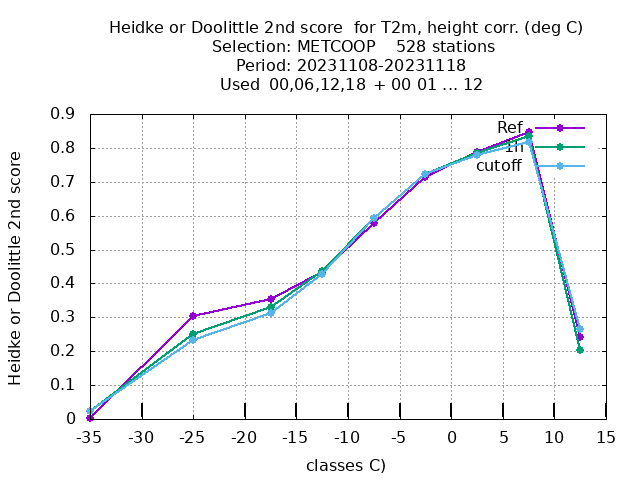 Heidke or Doolittle 2nd score  for T2m, height corr. (deg C)
Selection: METCOOP    528 stations
Period: 20231108-20231118
Used  00,06,12,18  + 00 01 ... 12
Heidke or Doolittle 2nd score
0.9
0.8
0.7
0.6
0.5
0.4
0.3
0.2
0.1
0
Ref
1h
cutoff
-35 -30 -25 -20 -15 -10 -5 0 5 10 15
classes C)